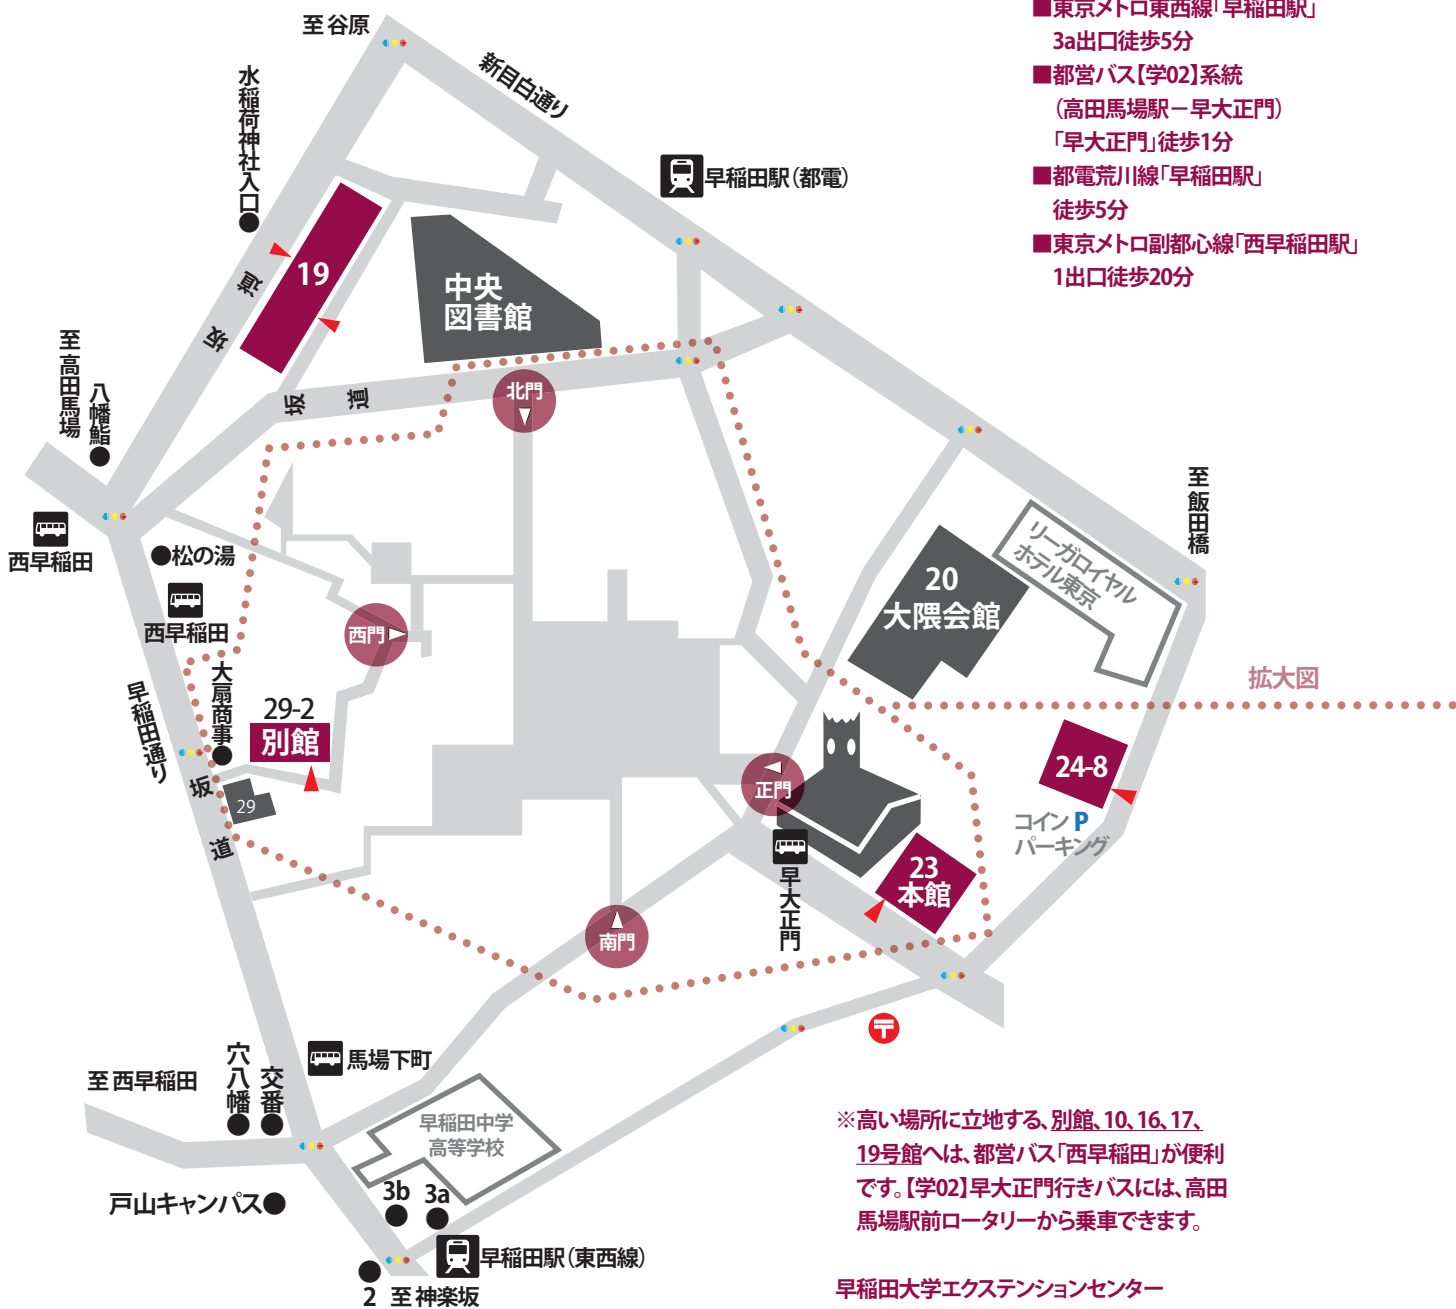 ■東京メトロ東西線「早稲田駅」
3a出口徒歩5分
■都営バス【学02】系統
（高田馬場駅－早大正門）
「早大正門」徒歩1分
■都電荒川線「早稲田駅」
徒歩5分
■東京メトロ副都心線「西早稲田駅」
1出口徒歩20分
至 谷原
新目白通り
水稲荷神社入口
早稲田駅（都電）
19
中央
図書館
坂道
至 高田馬場
八幡鮨
坂道
北門
西早稲田
松の湯
西早稲田
西門
至 飯田橋
リーガロイヤル
ホテル東京
20
大隈会館
拡大図
大扇商事
早稲田通り
29-2
別館
29
坂道
正門
24-8
コイン P
パーキング
23
本館
早大正門
南門
〒
馬場下町
至 西早稲田
穴八幡
交番
早稲田中学
高等学校
戸山キャンパス
3b
3a
早稲田駅（東西線）
2
至 神楽坂
※高い場所に立地する、別館、10、16、17、
19号館へは、都営バス「西早稲田」が便利
です。【学02】早大正門行きバスには、高田
馬場駅前ロータリーから乗車できます。
早稲田大学エクステンションセンター